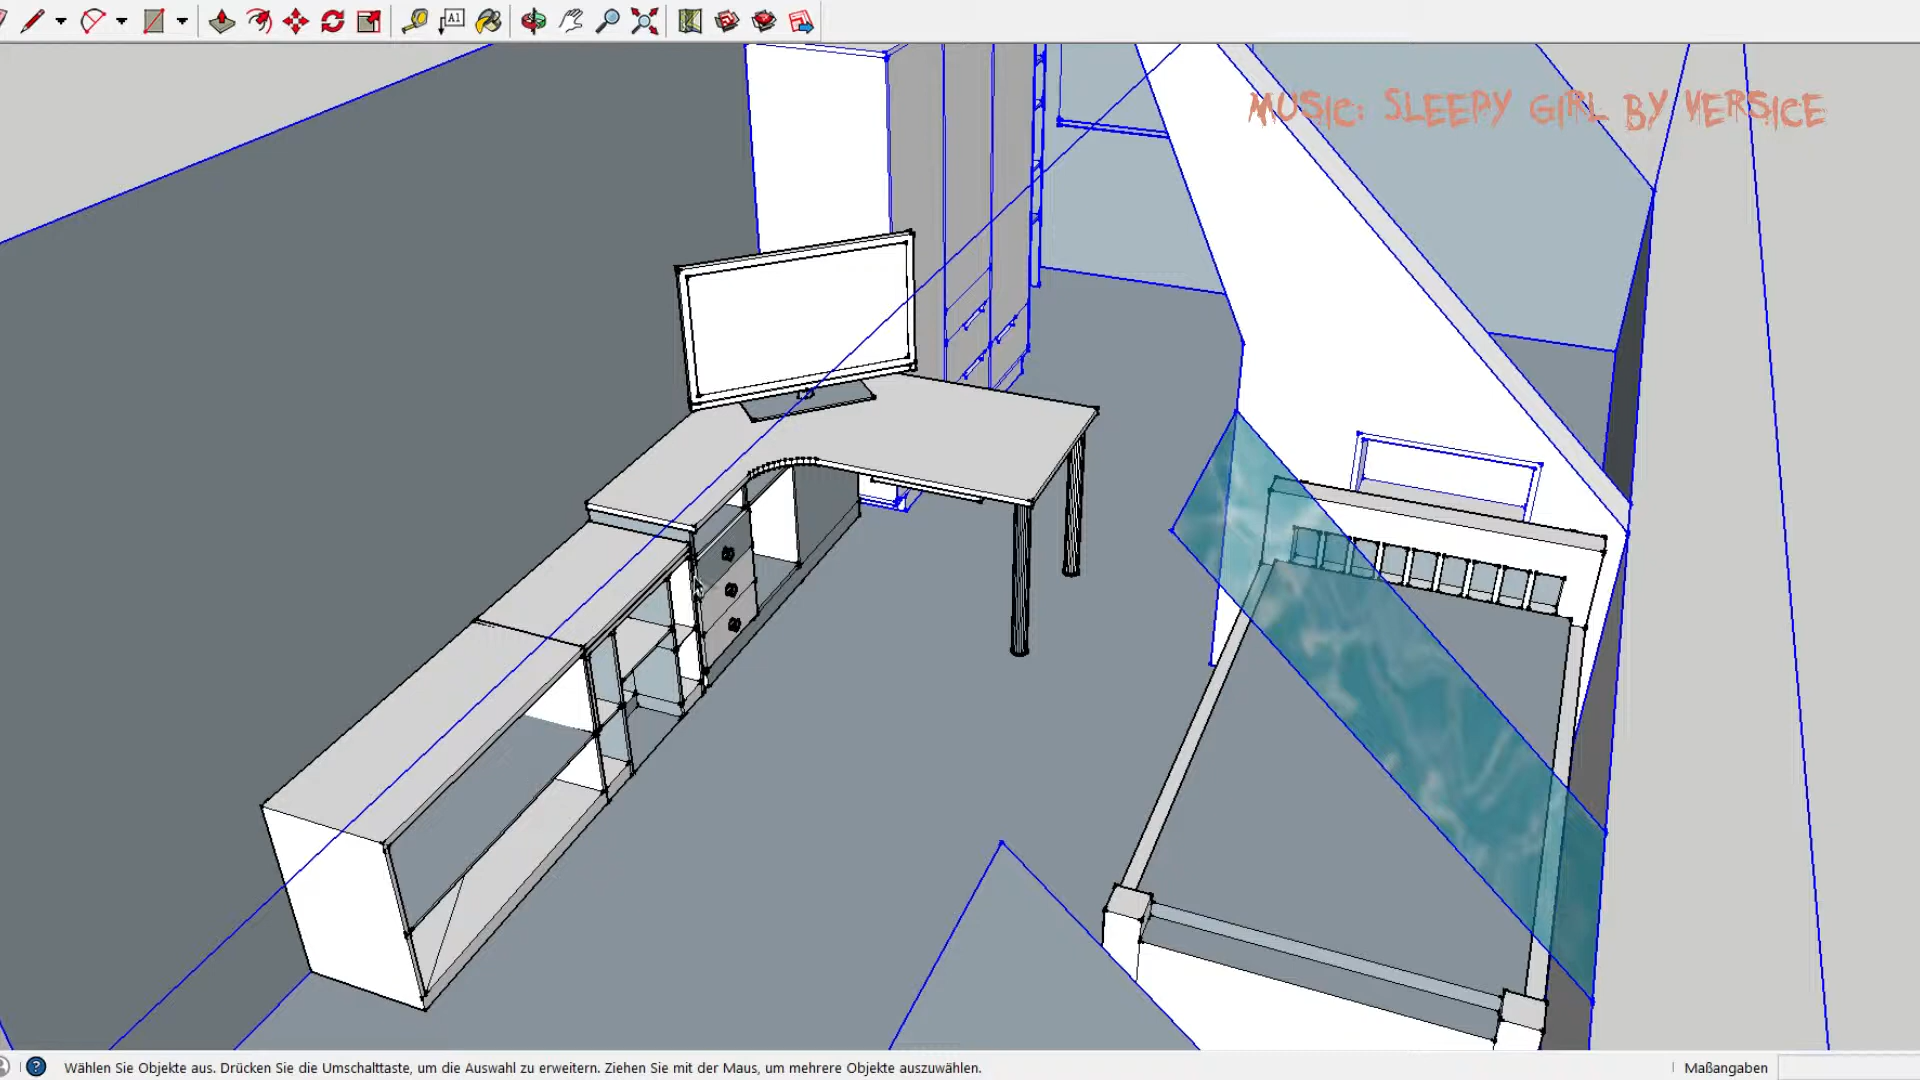 A1
MUSIC: SLEEPY GIRL BY VERSICE
? Wählen Sie Objekte aus. Drücken Sie die Umschalttaste, um die Auswahl zu erweitern. Ziehen Sie mit der Maus, um mehrere Objekte auszuwählen. Maßangaben